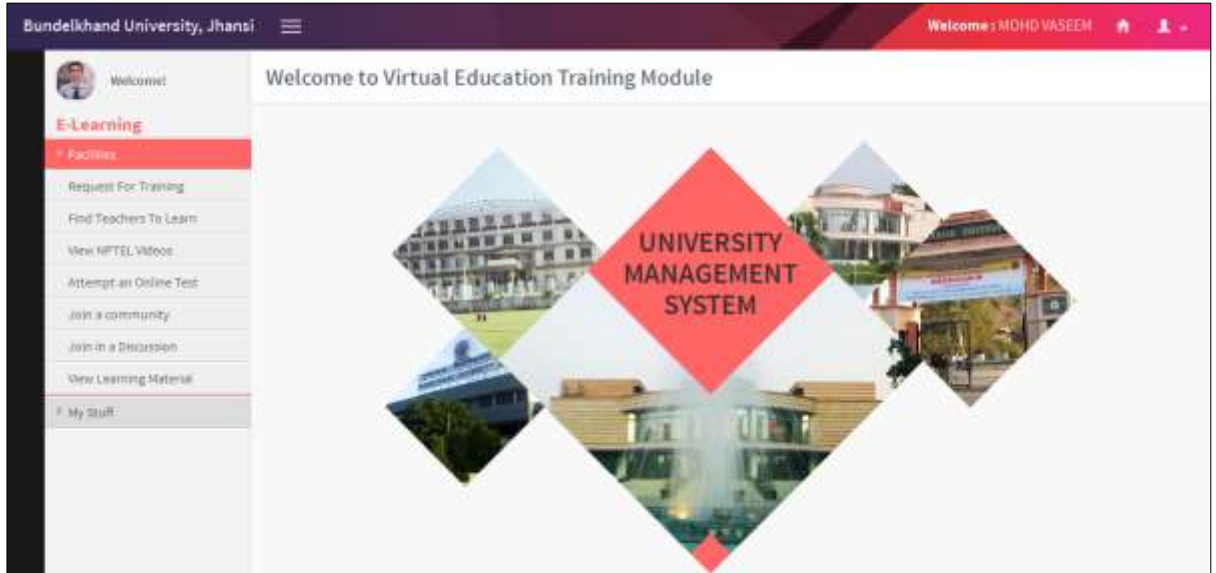 Bundelkhand University, Jhansi
Welcome : MOHD VASEEM
Welcome!
Welcome to Virtual Education Training Module
E-Learning
Facilities
Request For Training
Find Teachers To Learn
View NPTEL Videos
Attempt an Online Test
Join a community
Join in a Discussion
View Learning Material
My Stuff
UNIVERSITY
MANAGEMENT
SYSTEM